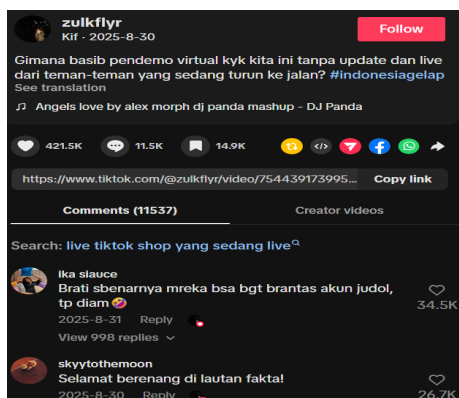 zulkflyr
Kif · 2025-8-30
Follow
Gimana basib pendemo virtual kyk kita ini tanpa update dan live
dari teman-teman yang sedang turun ke jalan? #indonesiagelap
See translation
♫ Angels love by alex morph dj panda mashup - DJ Panda
421.5K 11.5K 14.9K </>
https://www.tiktok.com/@zulkflyr/video/754439173995... Copy link
Comments (11537) Creator videos
Search: live tiktok shop yang sedang live
ika siauce
Brati sbenarnya mreka bsa bgt brantas akun judol,
tp diam 🤣
34.5K
2025-8-31 Reply
View 998 replies
skyytothemoon
Selamat berenang di lautan fakta!
2025-8-30 Reply
26.7K